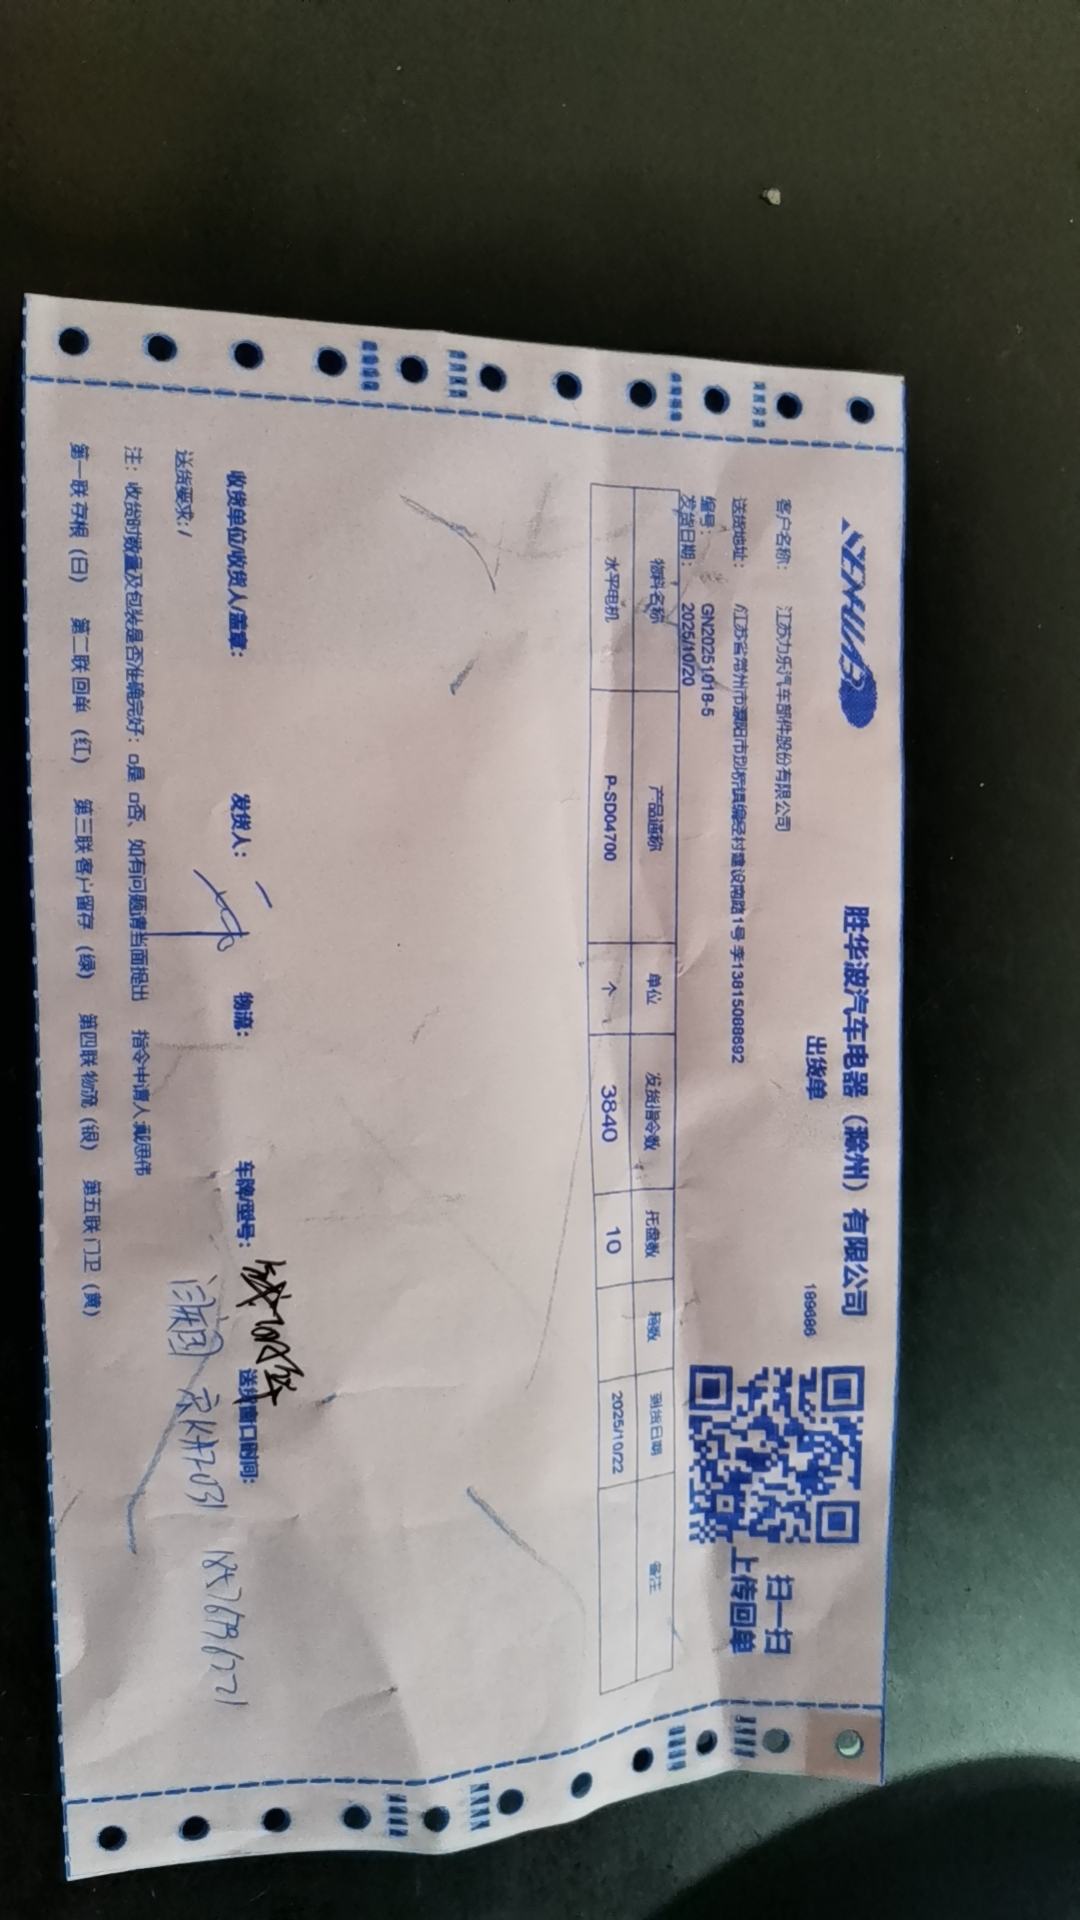 SENHUA
胜华波汽车电器（滁州）有限公司
出货单
189686
扫一扫
上传回单
客户名称： 江苏力乐汽车部件股份有限公司
送货地址： 江苏省常州市溧阳市别桥镇编经村建设南路1号 李13815088692
编号： GN20251018-5
发货日期： 2025/10/20
物料名称 产品通称 单位 发货指令数 托盘数 箱数 到货日期 备注
水平电机 P-SD04700 个 3840 10 2025/10/22
收货单位/收货人/盖章： 发货人： 物流： 车牌/型号： 送货窗口时间：
18576796221
送货要求：/
注：收货时数量及包装是否准确完好：□是 □否、如有问题请当面提出 指令申请人：戴思伟
第一联存根（白） 第二联回单（红） 第三联客户留存（绿） 第四联物流（银） 第五联门卫（黄）